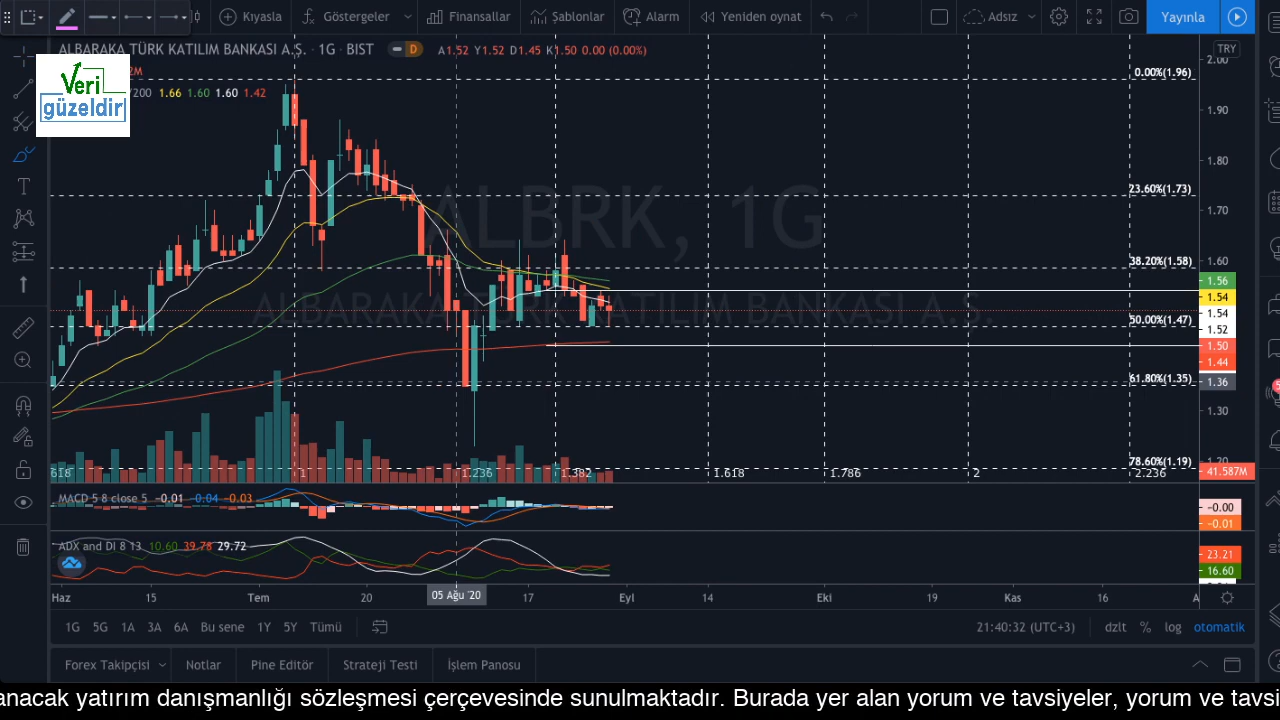 Kıyasla Göstergeler Finansallar Şablonlar Alarm Yeniden oynat Adsız Yayınla
ALBARAKA TÜRK KATILIM BANKASI A.Ş. · 1G · BIST D A1.52 Y1.52 D1.45 K1.50 0.00 (0.00%)
TRY
Veri
güzeldir
2M
/200 1.66 1.60 1.60 1.42
ALBRK, 1G
ALBARAKA TÜRK KATILIM BANKASI A.Ş.
0.00%(1.96)
23.60%(1.73)
38.20%(1.58)
50.00%(1.47)
61.80%(1.35)
78.60%(1.19)
2.00
1.90
1.80
1.70
1.60
1.56
1.54
1.54
1.52
1.50
1.44
1.36
1.30
1.20
41.587M
618 1 1.236 1.382 1.618 1.786 2 2.236
MACD 5 8 close 5 −0.01 −0.04 −0.03
−0.00
−0.01
ADX and DI 8 13 10.60 39.78 29.72
23.21
16.60
Haz 15 Tem 20 05 Ağu '20 17 Eyl 14 Eki 19 Kas 16 A
1G 5G 1A 3A 6A Bu sene 1Y 5Y Tümü 21:40:32 (UTC+3) dzlt % log otomatik
Forex Takipçisi Notlar Pine Editör Strateji Testi İşlem Panosu
anacak yatırım danışmanlığı sözleşmesi çerçevesinde sunulmaktadır. Burada yer alan yorum ve tavsiyeler, yorum ve tavsi